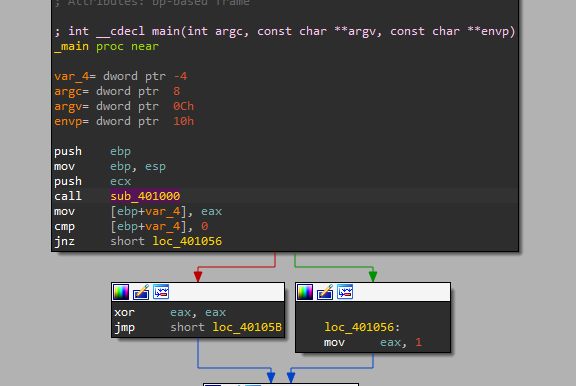 ; Attributes: bp-based frame
; int __cdecl main(int argc, const char **argv, const char **envp)
_main proc near
var_4= dword ptr -4
argc= dword ptr  8
argv= dword ptr  0Ch
envp= dword ptr  10h
push    ebp
mov     ebp, esp
push    ecx
call    sub_401000
mov     [ebp+var_4], eax
cmp     [ebp+var_4], 0
jnz     short loc_401056
xor     eax, eax
jmp     short loc_40105B
loc_401056:
mov     eax, 1